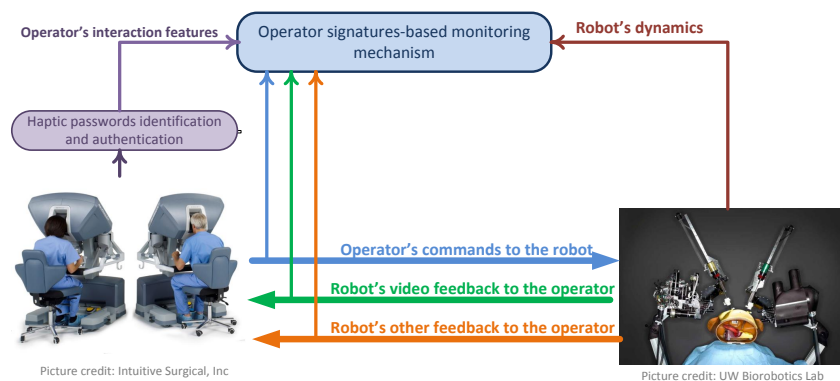 Operator's interaction features
Operator signatures-based monitoring
mechanism
Robot's dynamics
Haptic passwords identification
and authentication
Operator's commands to the robot
Robot's video feedback to the operator
Robot's other feedback to the operator
Picture credit: Intuitive Surgical, Inc
Picture credit: UW Biorobotics Lab